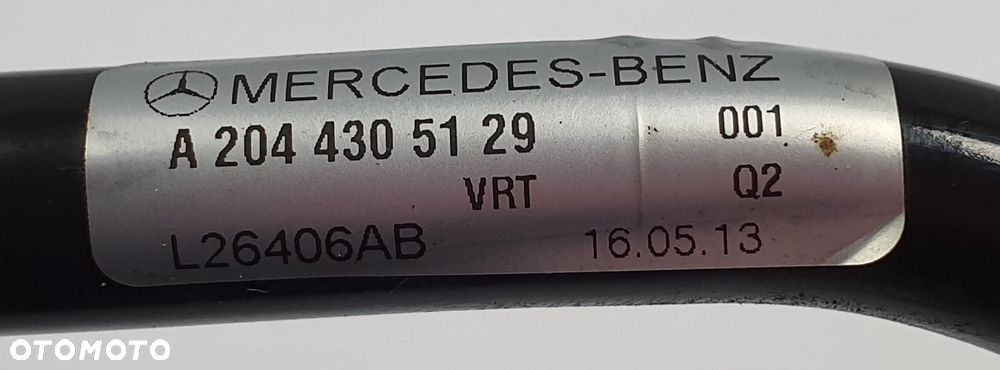 MERCEDES-BENZ
A 204 430 51 29 001
VRT Q2
L26406AB 16.05.13
OTOMOTO